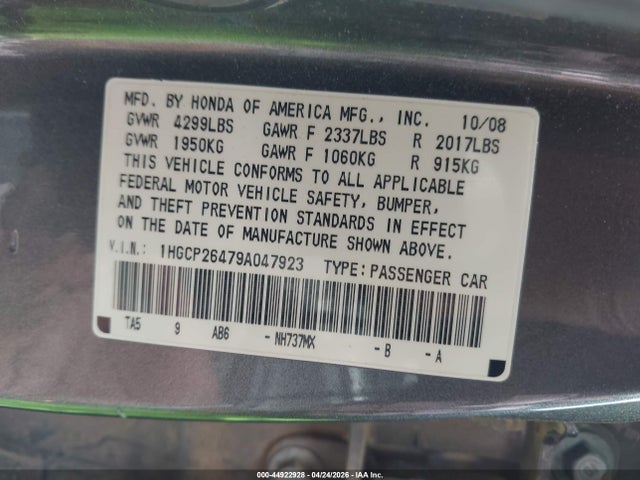 MFD. BY HONDA OF AMERICA MFG., INC. 10/08
GVWR 4299LBS GAWR F 2337LBS R 2017LBS
GVWR 1950KG GAWR F 1060KG R 915KG
THIS VEHICLE CONFORMS TO ALL APPLICABLE
FEDERAL MOTOR VEHICLE SAFETY, BUMPER,
AND THEFT PREVENTION STANDARDS IN EFFECT
ON THE DATE OF MANUFACTURE SHOWN ABOVE.
V.I.N.: 1HGCP26479A047923 TYPE:PASSENGER CAR
TA5 9 AB6 -NH737MX -B -A
000-44922928 - 04/24/2026 - IAA Inc.